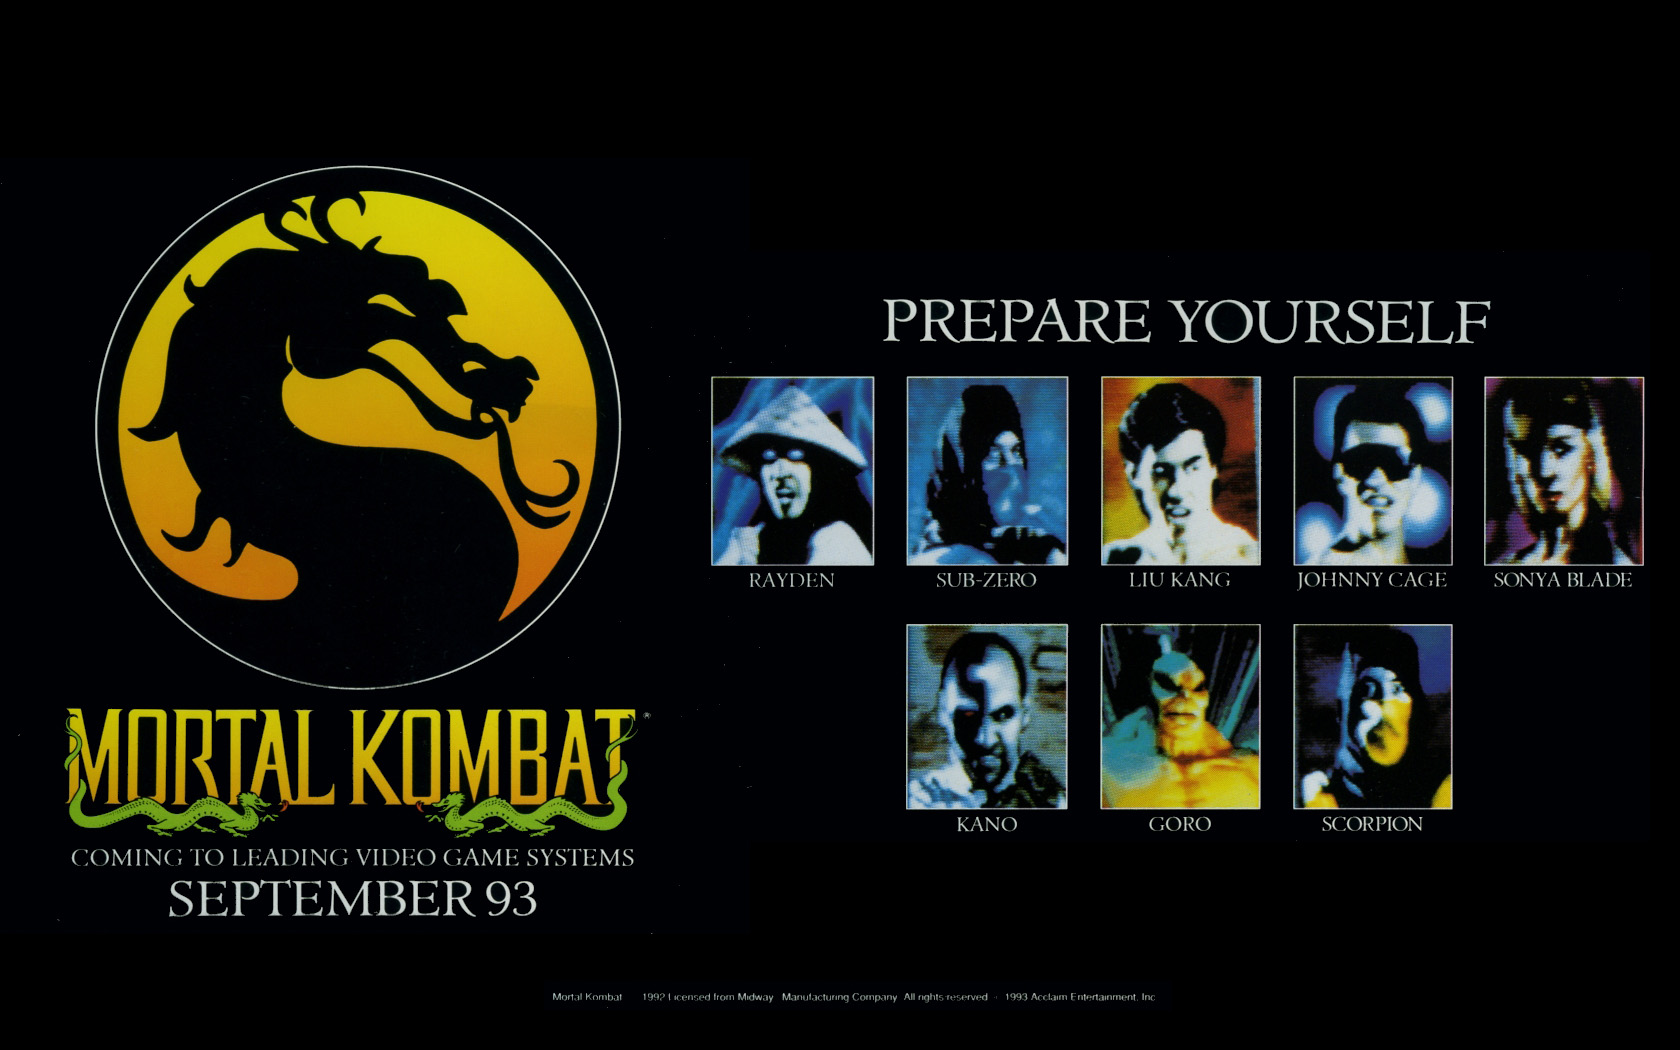 PREPARE YOURSELF
RAYDEN
SUB-ZERO
LIU KANG
JOHNNY CAGE
SONYA BLADE
KANO
GORO
SCORPION
MORTAL KOMBAT®
COMING TO LEADING VIDEO GAME SYSTEMS
SEPTEMBER 93
Mortal Kombat 1992 Licensed from Midway Manufacturing Company All rights reserved · 1993 Acclaim Entertainment, Inc